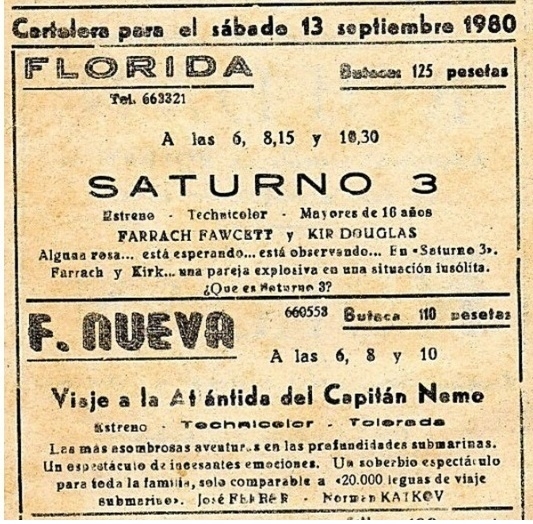 Cartelera para el sábado 13 septiembre 1980
FLORIDA
Butaca: 125 pesetas
Tel. 663321
A las 6, 8,15 y 10,30
SATURNO 3
Estreno - Technicolor - Mayores de 16 años
FARRACH FAWCETT y KIR DOUGLAS
Alguna rosa... está esperando... está observando... En «Saturno 3».
Farrach y Kirk... una pareja explosiva en una situación insólita.
¿Que es Saturno 3?
F. NUEVA
660553 Butaca 110 pesetas
A las 6, 8 y 10
Viaje a la Atlántida del Capitán Nemo
Estreno - Technicolor - Tolerada
Las más asombrosas aventuras en las profundidades submarinas.
Un espectáculo de incesantes emociones. Un soberbio espectáculo
para toda la familia, solo comparable a «20.000 leguas de viaje
submarino». José FERRER - Norman KATKOV